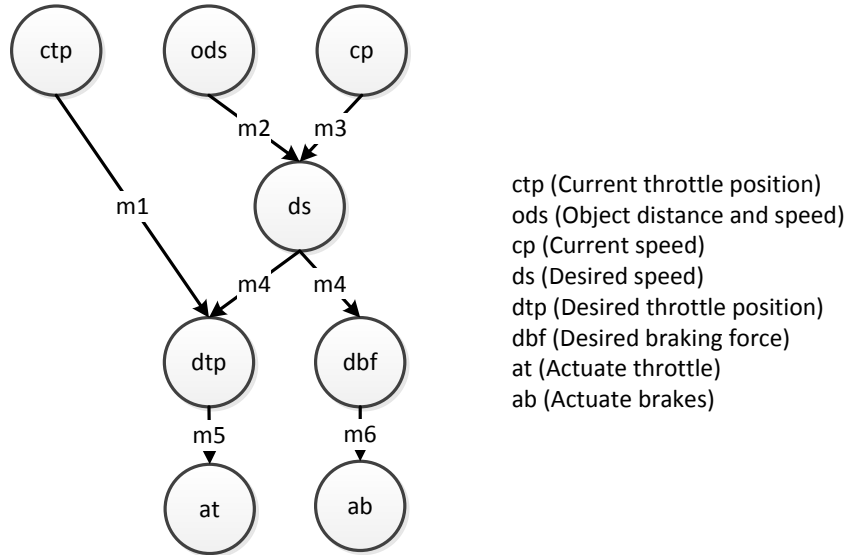 ctp
ods
cp
m2
m3
m1
ds
m4
m4
dtp
dbf
m5
m6
at
ab
ctp (Current throttle position)
ods (Object distance and speed)
cp (Current speed)
ds (Desired speed)
dtp (Desired throttle position)
dbf (Desired braking force)
at (Actuate throttle)
ab (Actuate brakes)